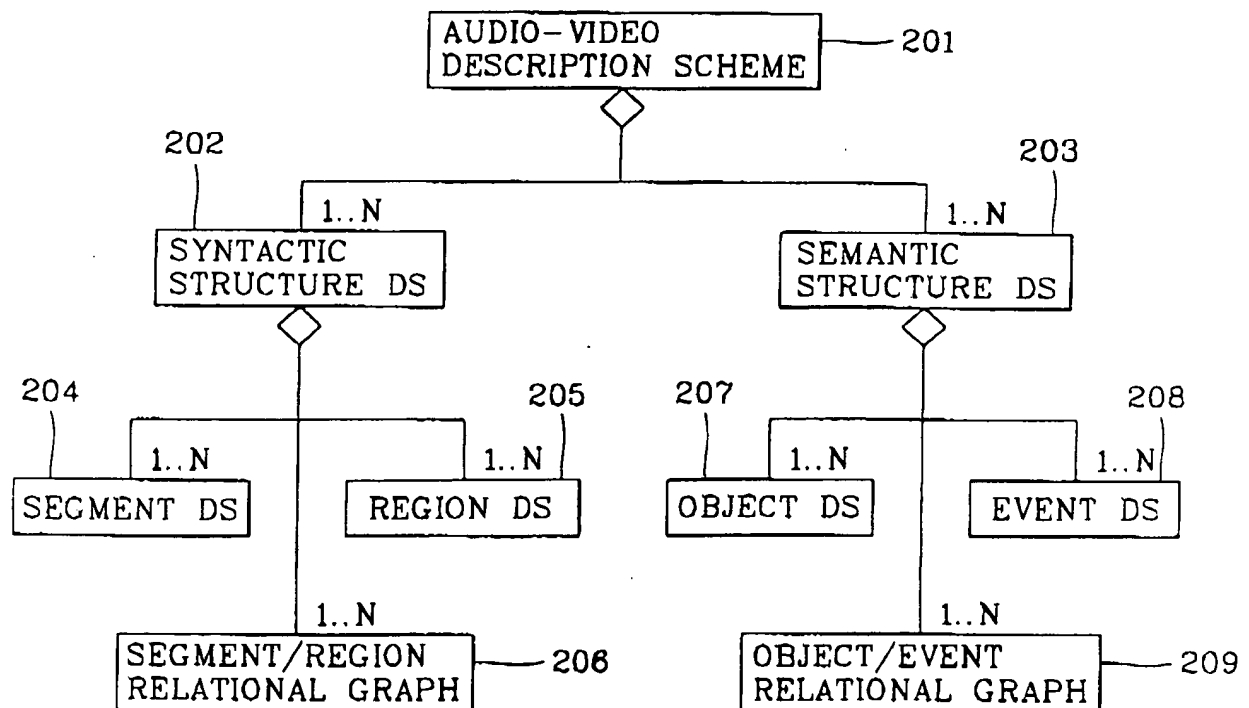 AUDIO-VIDEO
DESCRIPTION SCHEME
201
202
203
1..N
1..N
SYNTACTIC
STRUCTURE DS
SEMANTIC
STRUCTURE DS
204
205
207
208
1..N
1..N
1..N
1..N
SEGMENT DS
REGION DS
OBJECT DS
EVENT DS
1..N
1..N
SEGMENT/REGION
RELATIONAL GRAPH
206
OBJECT/EVENT
RELATIONAL GRAPH
209